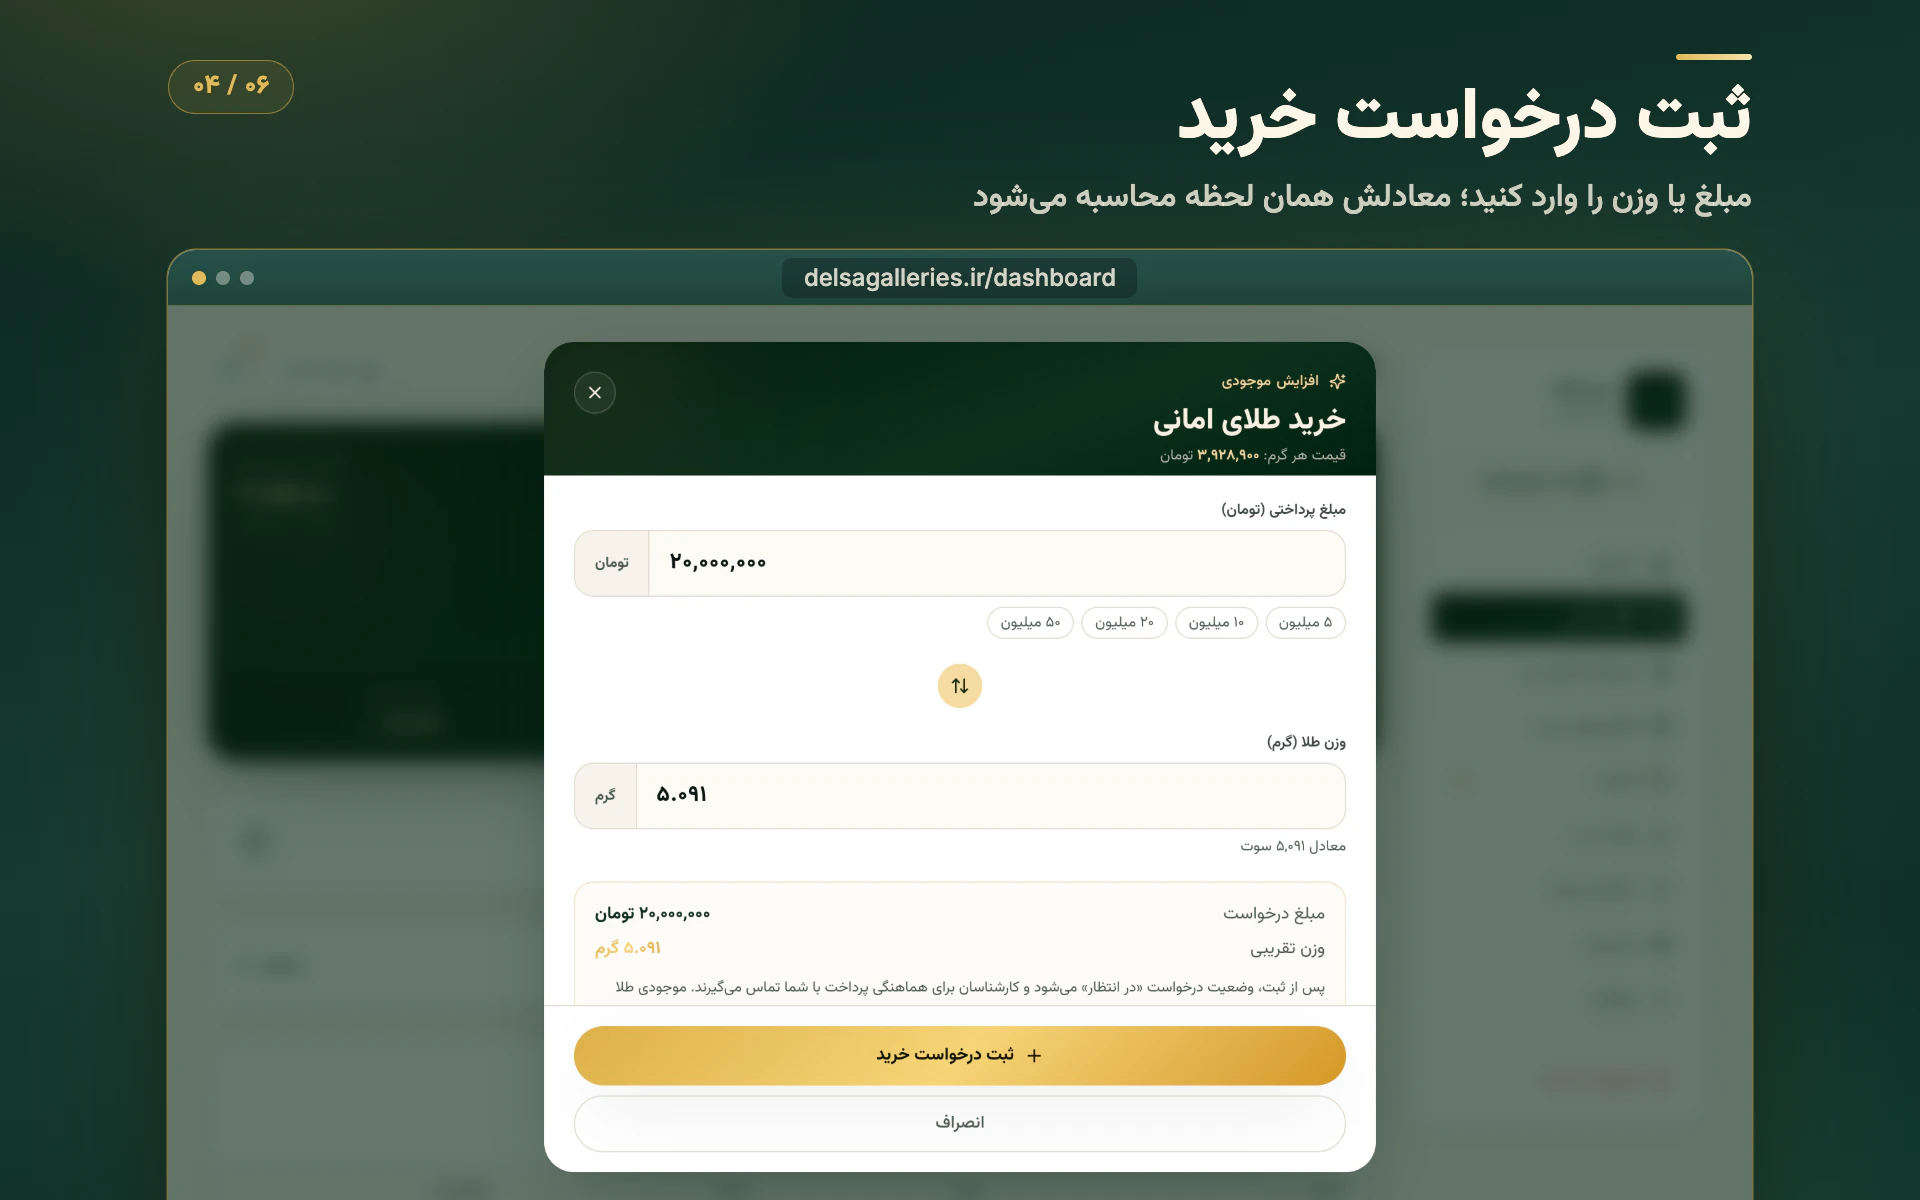 ۰۴ / ۰۶
ثبت درخواست خرید
مبلغ یا وزن را وارد کنید؛ معادلش همان لحظه محاسبه می‌شود
delsagalleries.ir/dashboard
افزایش موجودی
خرید طلای امانی
قیمت هر گرم: ۳,۹۲۸,۹۰۰ تومان
مبلغ پرداختی (تومان)
۲۰,۰۰۰,۰۰۰ تومان
۵ میلیون ۱۰ میلیون ۲۰ میلیون ۵۰ میلیون
وزن طلا (گرم)
۵.۰۹۱ گرم
معادل ۵,۰۹۱ سوت
مبلغ درخواست ۲۰,۰۰۰,۰۰۰ تومان
وزن تقریبی ۵.۰۹۱ گرم
پس از ثبت، وضعیت درخواست «در انتظار» می‌شود و کارشناسان برای هماهنگی پرداخت با شما تماس می‌گیرند. موجودی طلا
ثبت درخواست خرید
انصراف